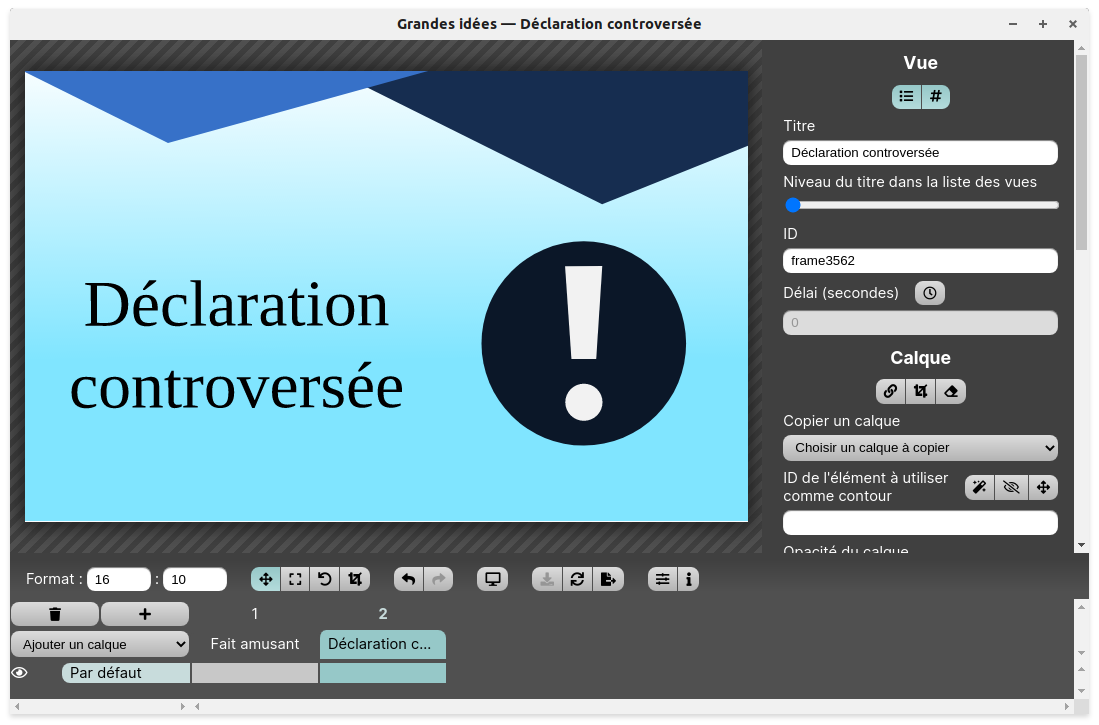 Grandes idées — Déclaration controversée
Déclaration
controversée
!
Vue
Titre
Déclaration controversée
Niveau du titre dans la liste des vues
ID
frame3562
Délai (secondes)
0
Calque
Copier un calque
Choisir un calque à copier
ID de l'élément à utiliser
comme contour
Opacité du calque
Format : 16 : 10
1 2
Ajouter un calque Fait amusant Déclaration c...
Par défaut